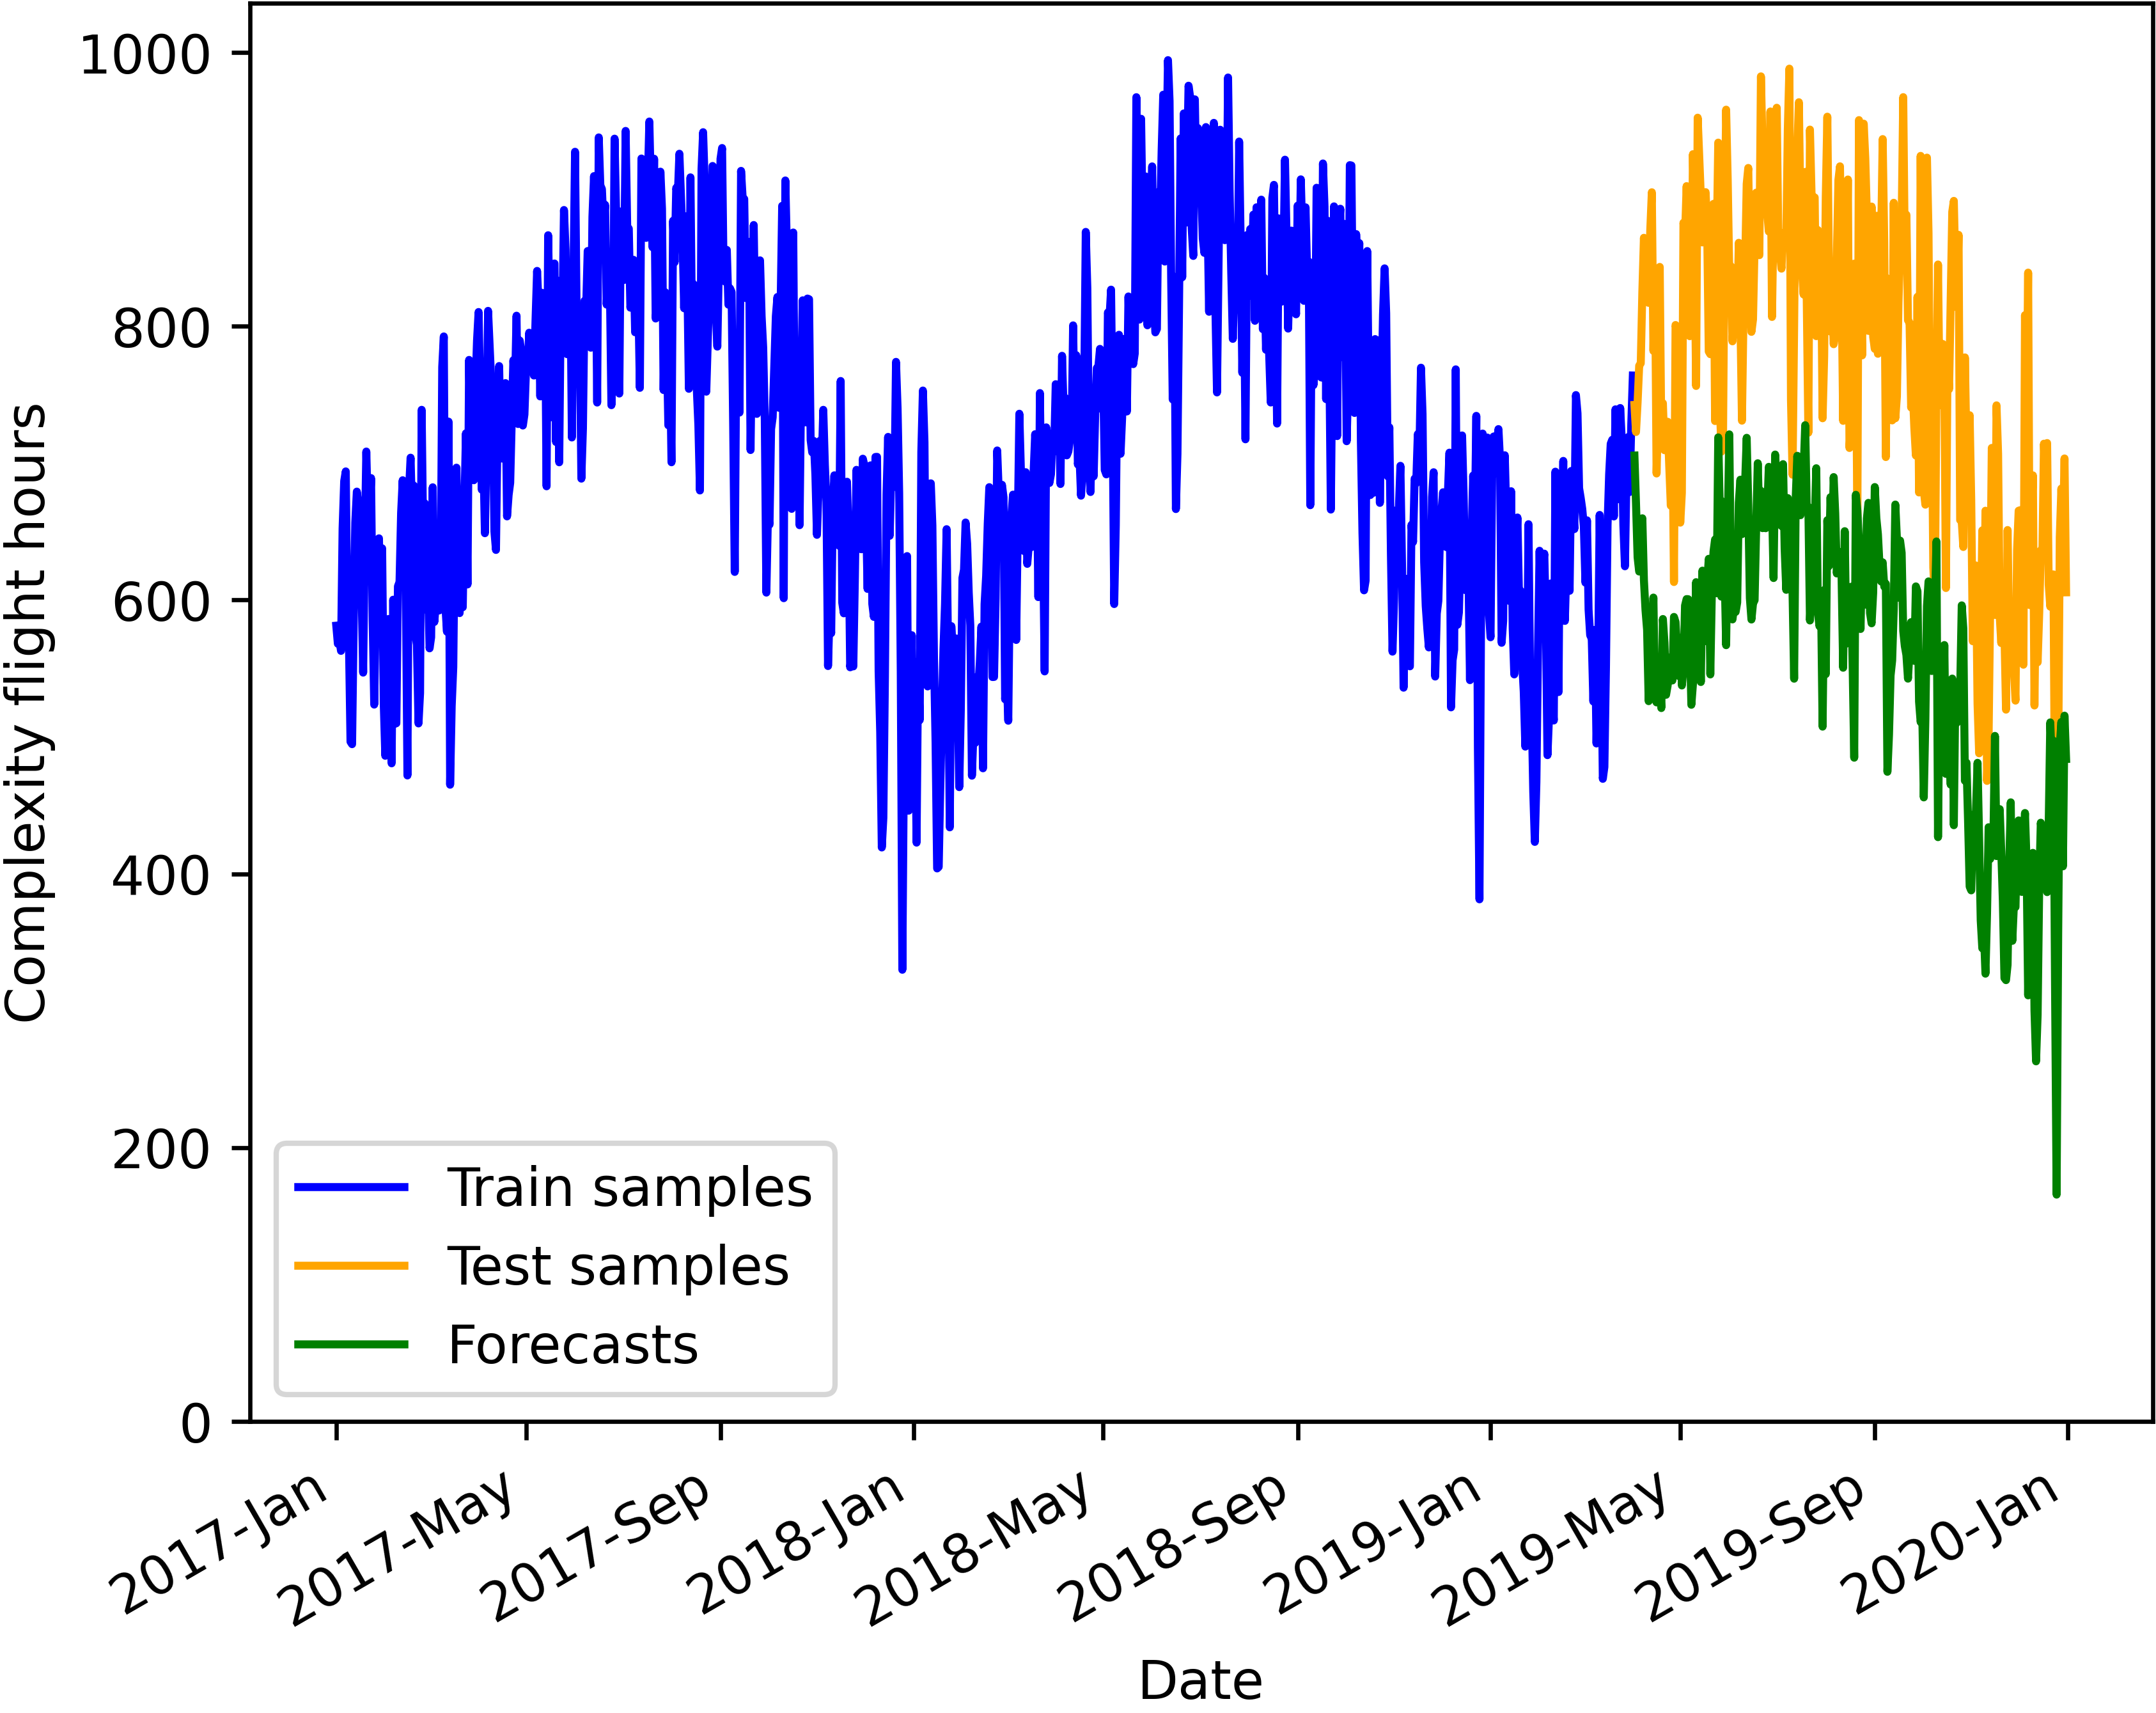 Complexity flight hours
1000
800
600
400
200
0
Train samples
Test samples
Forecasts
2017-Jan
2017-May
2017-Sep
2018-Jan
2018-May
2018-Sep
2019-Jan
2019-May
2019-Sep
2020-Jan
Date